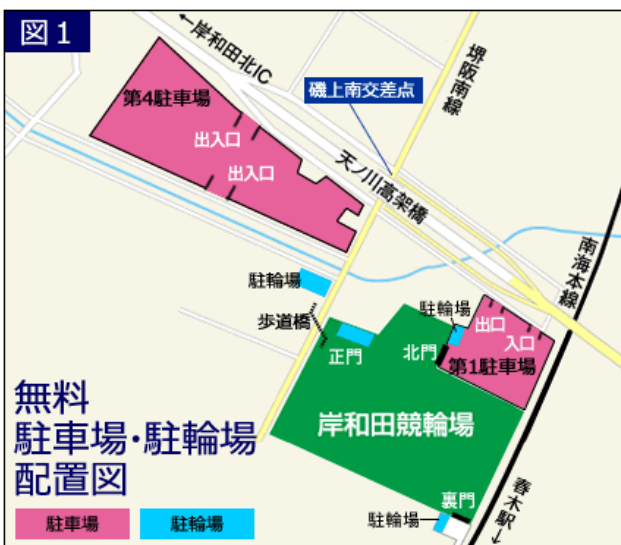 図1
←岸和田北IC
堺阪南線
第4駐車場
磯上南交差点
出入口
出入口
天ノ川高架橋
南海本線
駐輪場
駐輪場
出口
入口
歩道橋
正門
北門
第1駐車場
無料
駐車場・駐輪場
配置図
岸和田競輪場
裏門
春木駅→
駐車場
駐輪場
駐輪場